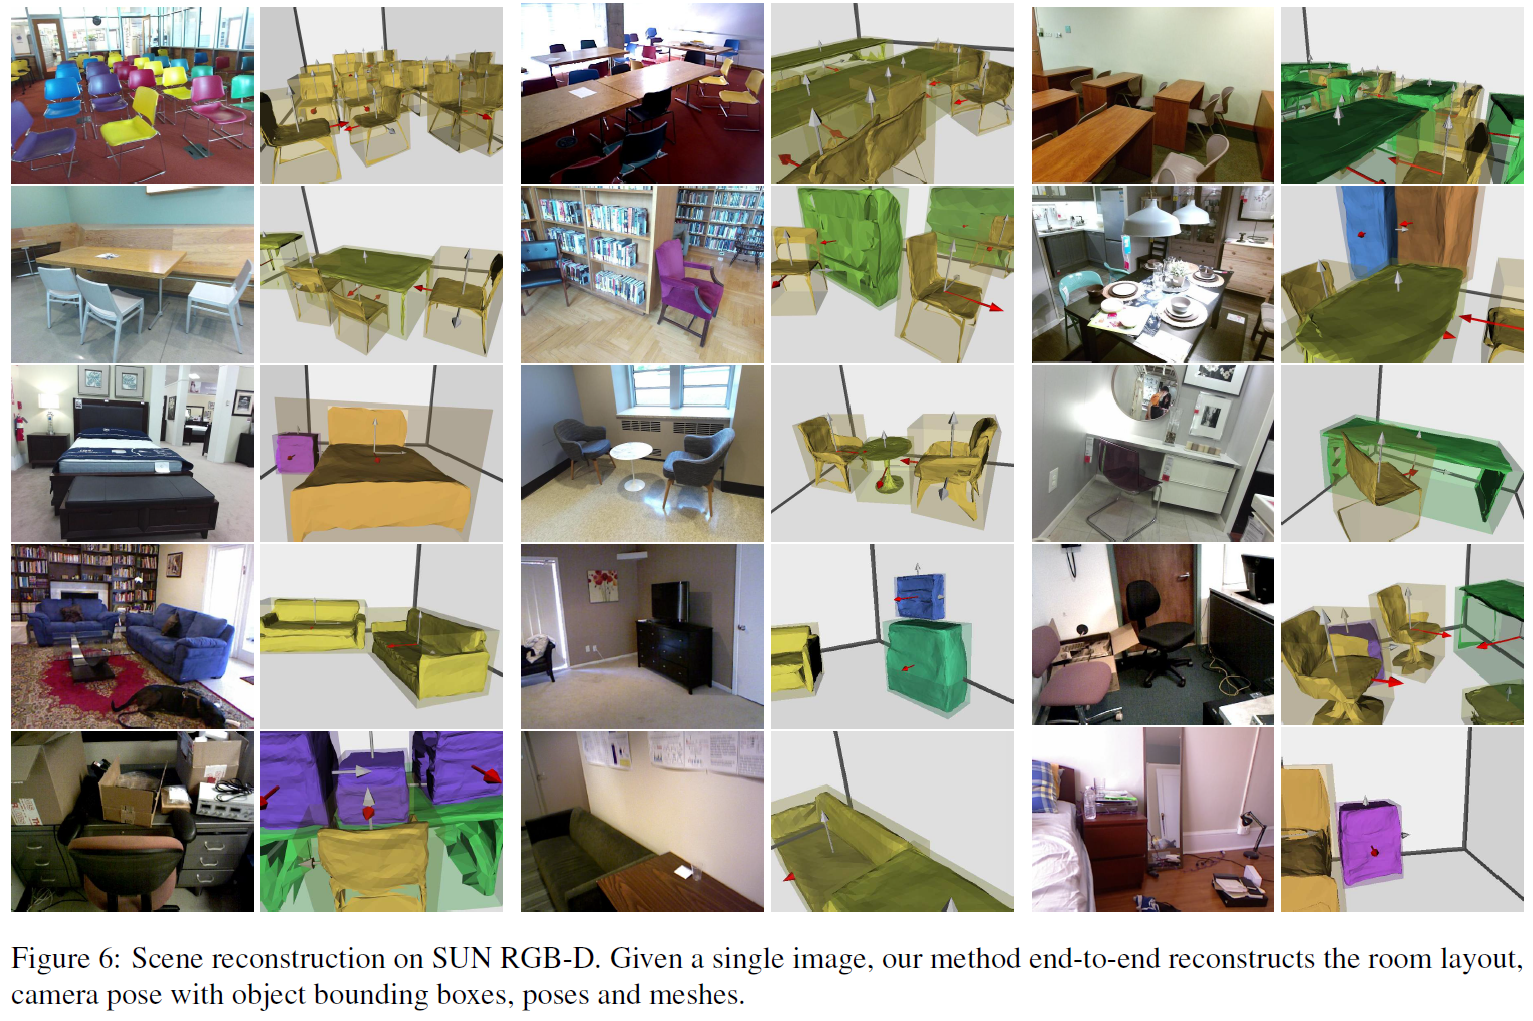 Figure 6: Scene reconstruction on SUN RGB-D. Given a single image, our method end-to-end reconstructs the room layout,
camera pose with object bounding boxes, poses and meshes.